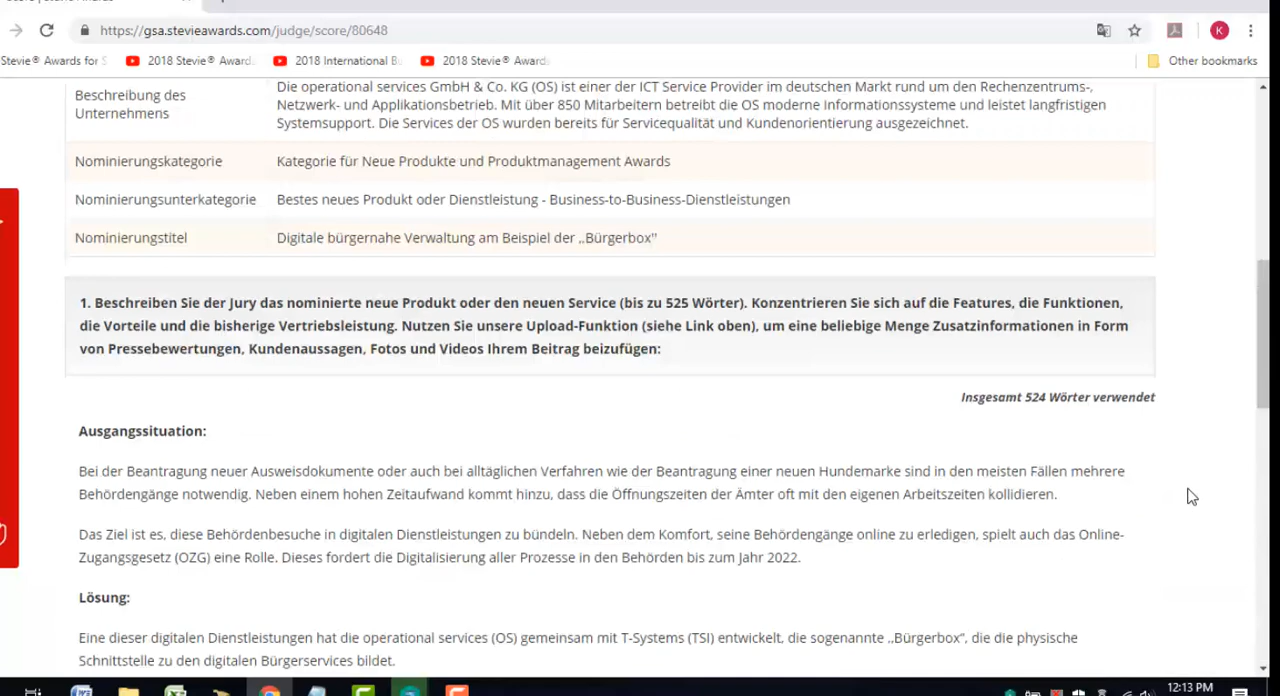 https://gsa.stevieawards.com/judge/score/80648
K
Stevie® Awards for S
2018 Stevie® Award
2018 International Bu
2018 Stevie® Awards
Other bookmarks
Beschreibung des
Unternehmens
Die operational services GmbH & Co. KG (OS) ist einer der ICT Service Provider im deutschen Markt rund um den Rechenzentrums-,
Netzwerk- und Applikationsbetrieb. Mit über 850 Mitarbeitern betreibt die OS moderne Informationssysteme und leistet langfristigen
Systemsupport. Die Services der OS wurden bereits für Servicequalität und Kundenorientierung ausgezeichnet.
Nominierungskategorie Kategorie für Neue Produkte und Produktmanagement Awards
Nominierungsunterkategorie Bestes neues Produkt oder Dienstleistung - Business-to-Business-Dienstleistungen
Nominierungstitel Digitale bürgernahe Verwaltung am Beispiel der ,,Bürgerbox"
1. Beschreiben Sie der Jury das nominierte neue Produkt oder den neuen Service (bis zu 525 Wörter). Konzentrieren Sie sich auf die Features, die Funktionen,
die Vorteile und die bisherige Vertriebsleistung. Nutzen Sie unsere Upload-Funktion (siehe Link oben), um eine beliebige Menge Zusatzinformationen in Form
von Pressebewertungen, Kundenaussagen, Fotos und Videos Ihrem Beitrag beizufügen:
Insgesamt 524 Wörter verwendet
Ausgangssituation:
Bei der Beantragung neuer Ausweisdokumente oder auch bei alltäglichen Verfahren wie der Beantragung einer neuen Hundemarke sind in den meisten Fällen mehrere
Behördengänge notwendig. Neben einem hohen Zeitaufwand kommt hinzu, dass die Öffnungszeiten der Ämter oft mit den eigenen Arbeitszeiten kollidieren.
Das Ziel ist es, diese Behördenbesuche in digitalen Dienstleistungen zu bündeln. Neben dem Komfort, seine Behördengänge online zu erledigen, spielt auch das Online-
Zugangsgesetz (OZG) eine Rolle. Dieses fordert die Digitalisierung aller Prozesse in den Behörden bis zum Jahr 2022.
Lösung:
Eine dieser digitalen Dienstleistungen hat die operational services (OS) gemeinsam mit T-Systems (TSI) entwickelt, die sogenannte ,,Bürgerbox", die die physische
Schnittstelle zu den digitalen Bürgerservices bildet.
12:13 PM